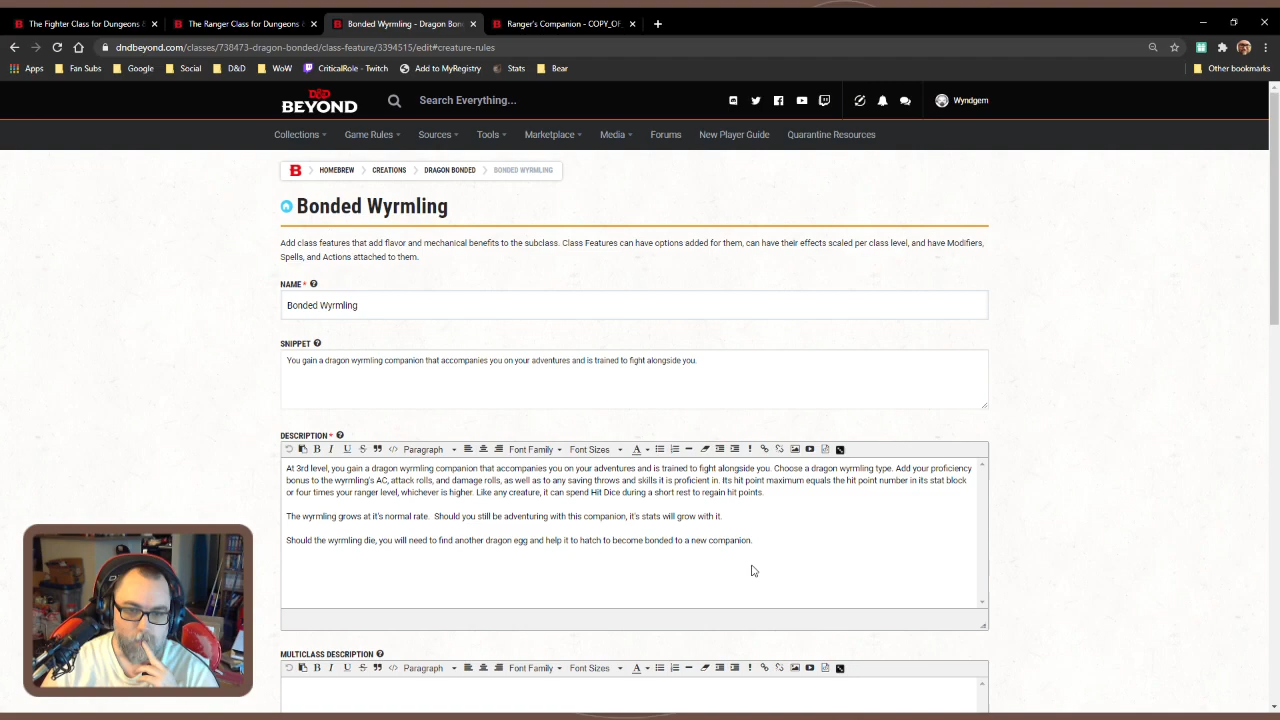 The Fighter Class for Dungeons &
The Ranger Class for Dungeons &
Bonded Wyrmling - Dragon Bon
Ranger's Companion - COPY_OF
dndbeyond.com/classes/738473-dragon-bonded/class-feature/3394515/edit#creature-rules
Apps Fan Subs Google Social D&D WoW CriticalRole - Twitch Add to MyRegistry Stats Bear Other bookmarks
D&D BEYOND Search Everything... Wyndgem
Collections Game Rules Sources Tools Marketplace Media Forums New Player Guide Quarantine Resources
B HOMEBREW CREATIONS DRAGON BONDED BONDED WYRMLING
Bonded Wyrmling
Add class features that add flavor and mechanical benefits to the subclass. Class Features can have options added for them, can have their effects scaled per class level, and have Modifiers,
Spells, and Actions attached to them.
NAME *
Bonded Wyrmling
SNIPPET
You gain a dragon wyrmling companion that accompanies you on your adventures and is trained to fight alongside you.
DESCRIPTION *
B I U S Paragraph Font Family Font Sizes A
At 3rd level, you gain a dragon wyrmling companion that accompanies you on your adventures and is trained to fight alongside you. Choose a dragon wyrmling type. Add your proficiency
bonus to the wyrmling's AC, attack rolls, and damage rolls, as well as to any saving throws and skills it is proficient in. Its hit point maximum equals the hit point number in its stat block
or four times your ranger level, whichever is higher. Like any creature, it can spend Hit Dice during a short rest to regain hit points.
The wyrmling grows at it's normal rate. Should you still be adventuring with this companion, it's stats will grow with it.
Should the wyrmling die, you will need to find another dragon egg and help it to hatch to become bonded to a new companion.
MULTICLASS DESCRIPTION
B I U S Paragraph Font Family Font Sizes A